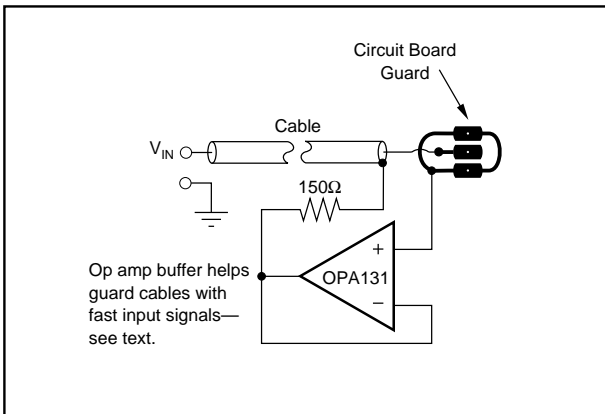 Circuit Board
Guard
Cable
V_IN
150Ω
+
OPA131
−
Op amp buffer helps
guard cables with
fast input signals—
see text.